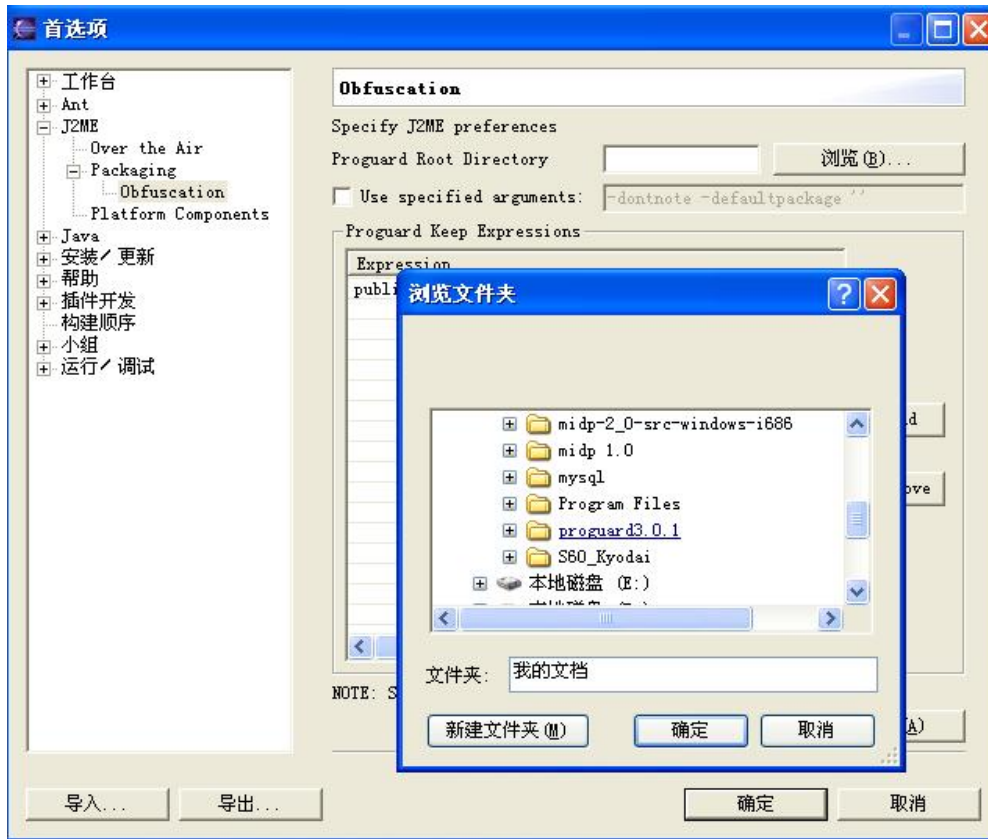 首选项
工作台
Ant
J2ME
Over the Air
Packaging
Obfuscation
Platform Components
Java
安装/更新
帮助
插件开发
构建顺序
小组
运行/调试
Obfuscation
Specify J2ME preferences
Proguard Root Directory
浏览(B)...
Use specified arguments:
-dontnote -defaultpackage ''
Proguard Keep Expressions
Expression
publi
浏览文件夹
midp-2_0-src-windows-i686
midp 1.0
mysql
Program Files
proguard3.0.1
S60_Kyodai
本地磁盘 (E:)
文件夹:
我的文档
新建文件夹(M)
确定
取消
d
ove
NOTE: S
(A)
导入...
导出...
确定
取消